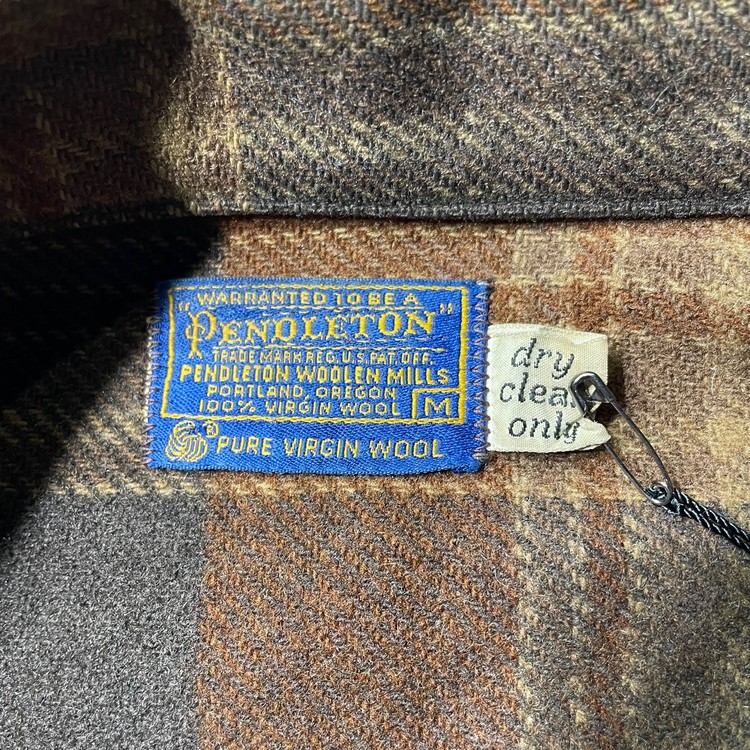 WARRANTED TO BE A
"PENDLETON"
TRADE MARK REG. U.S. PAT. OFF.
PENDLETON WOOLEN MILLS
PORTLAND, OREGON
100% VIRGIN WOOL M
® PURE VIRGIN WOOL
dry
clean
only